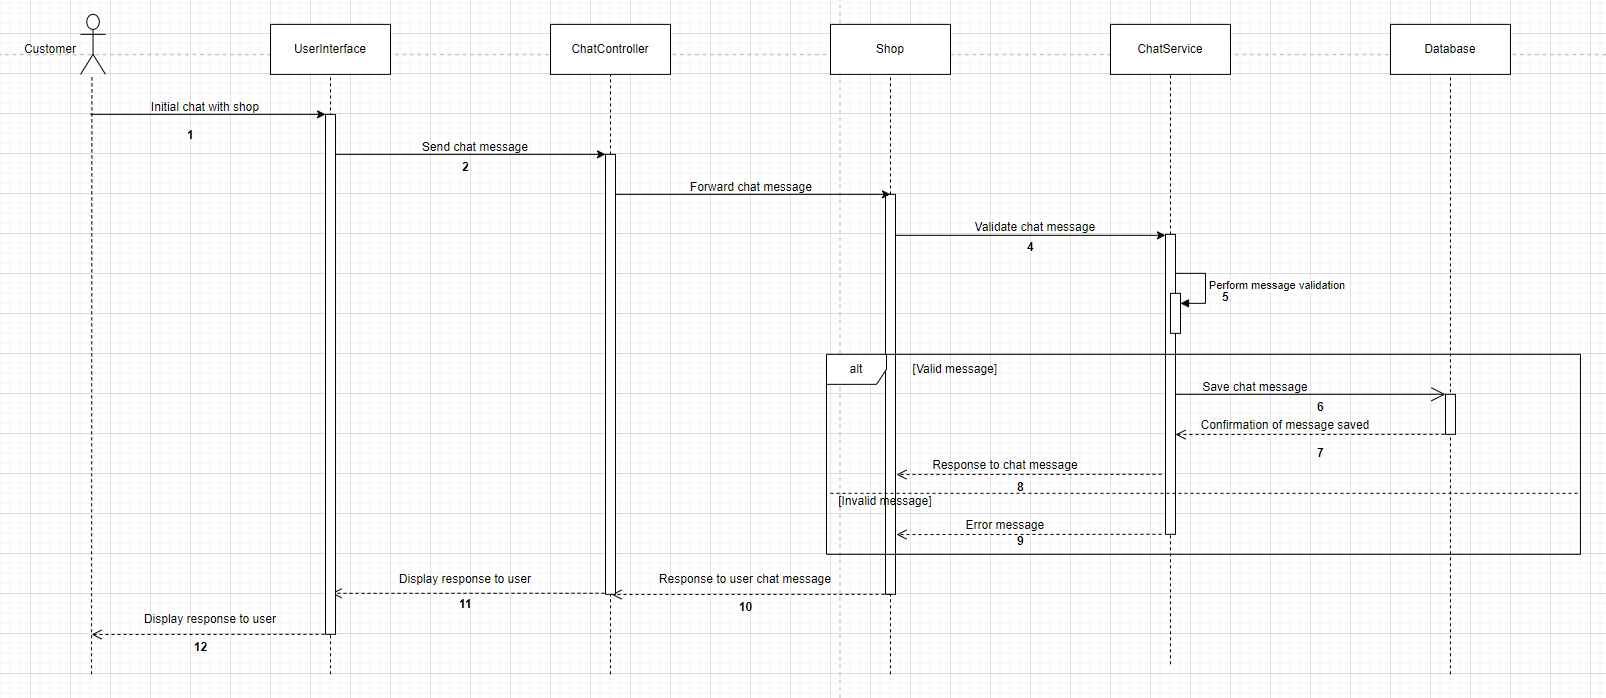 Customer
UserInterface
ChatController
Shop
ChatService
Database
Initial chat with shop
1
Send chat message
2
Forward chat message
Validate chat message
4
Perform message validation
5
alt
[Valid message]
Save chat message
6
Confirmation of message saved
7
Response to chat message
8
[Invalid message]
Error message
9
Display response to user
11
Response to user chat message
10
Display response to user
12